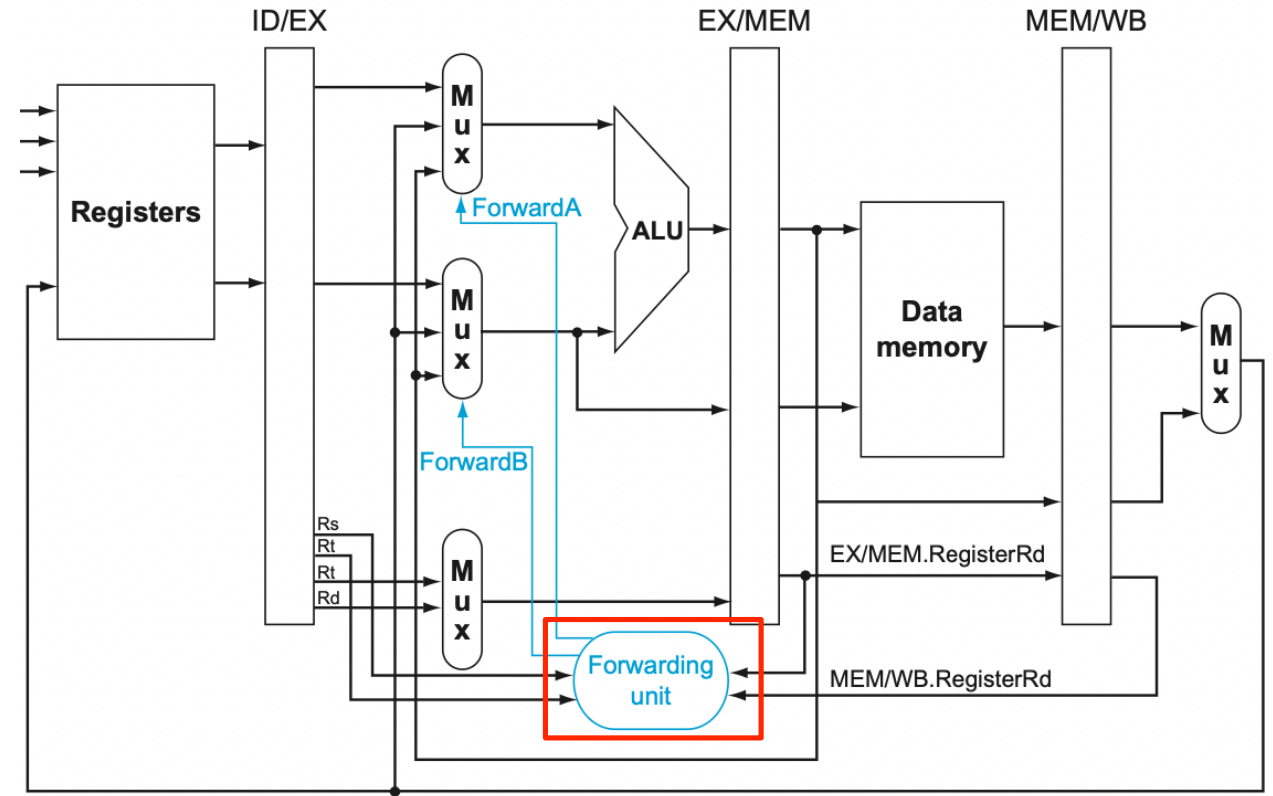 ID/EX
EX/MEM
MEM/WB
M
u
x
Registers
ForwardA
ALU
M
u
x
Data
memory
M
u
x
ForwardB
Rs
Rt
Rt
Rd
M
u
x
EX/MEM.RegisterRd
Forwarding
unit
MEM/WB.RegisterRd